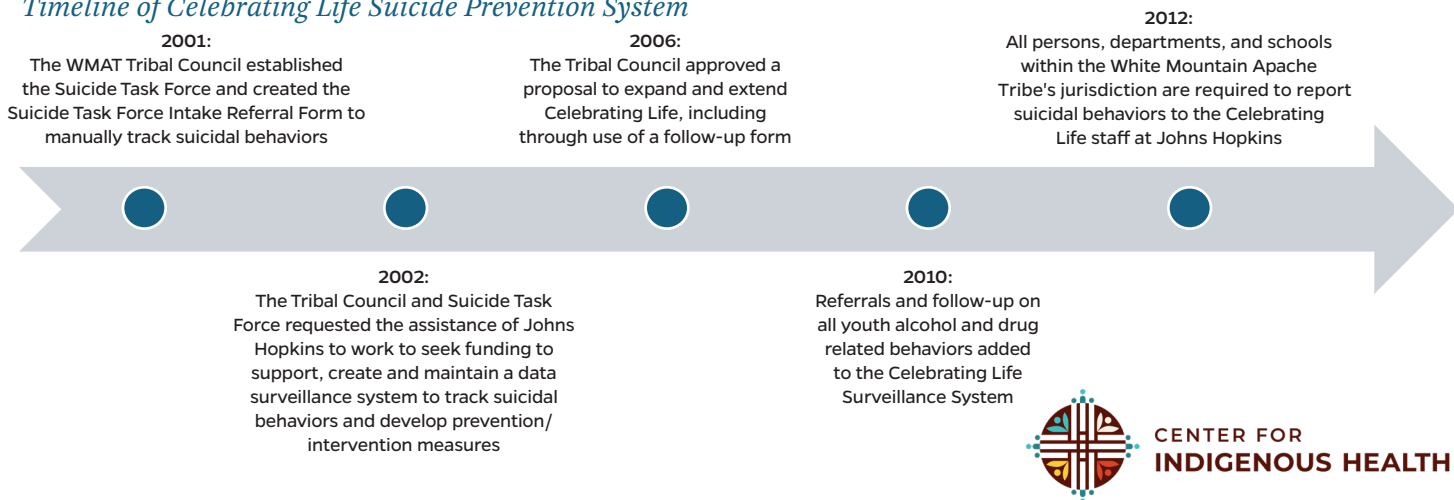 Timeline of Celebrating Life Suicide Prevention System
2001:
The WMAT Tribal Council established
the Suicide Task Force and created the
Suicide Task Force Intake Referral Form to
manually track suicidal behaviors
2002:
The Tribal Council and Suicide Task
Force requested the assistance of Johns
Hopkins to work to seek funding to
support, create and maintain a data
surveillance system to track suicidal
behaviors and develop prevention/
intervention measures
2006:
The Tribal Council approved a
proposal to expand and extend
Celebrating Life, including
through use of a follow-up form
2010:
Referrals and follow-up on
all youth alcohol and drug
related behaviors added
to the Celebrating Life
Surveillance System
2012:
All persons, departments, and schools
within the White Mountain Apache
Tribe's jurisdiction are required to report
suicidal behaviors to the Celebrating
Life staff at Johns Hopkins
CENTER FOR
INDIGENOUS HEALTH